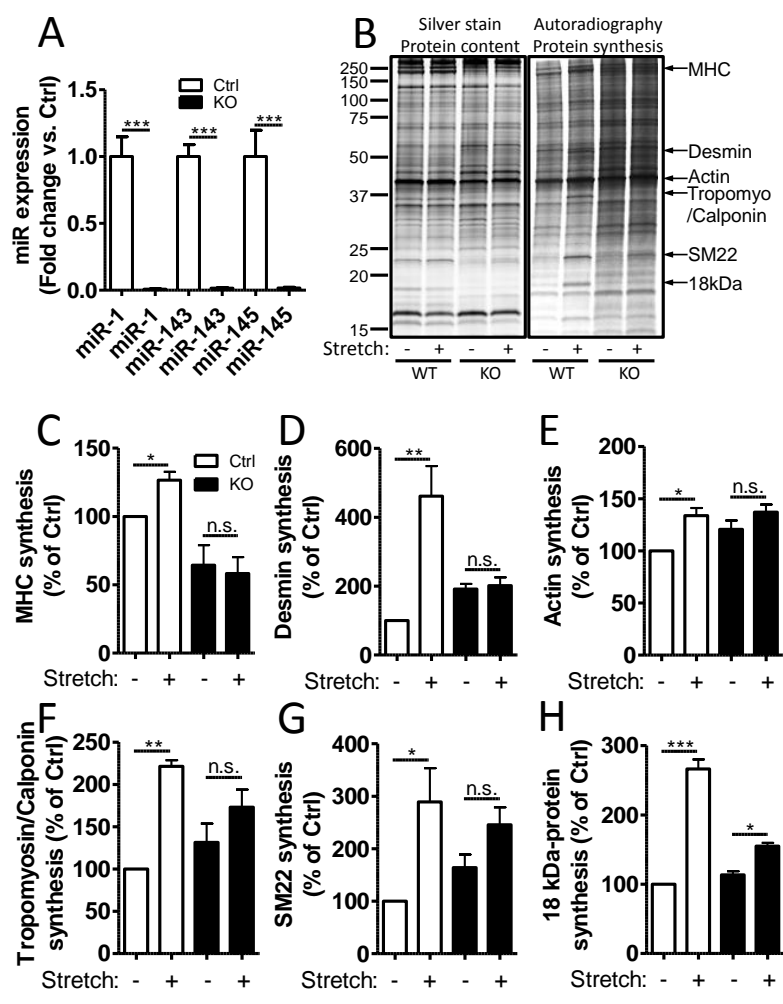 A
miR expression
(Fold change vs. Ctrl)
1.5
1.0
0.5
0.0
Ctrl
KO
***
***
***
miR-1
miR-1
miR-143
miR-143
miR-145
miR-145
B
Silver stain
Protein content
Autoradiography
Protein synthesis
250
150
100
75
50
37
25
20
15
MHC
Desmin
Actin
Tropomyo
/Calponin
SM22
18kDa
Stretch: - + - + - + - +
WT KO WT KO
C
MHC synthesis
(% of Ctrl)
150
100
50
0
*
n.s.
Ctrl
KO
Stretch: - + - +
D
Desmin synthesis
(% of Ctrl)
600
400
200
0
**
n.s.
Stretch: - + - +
E
Actin synthesis
(% of Ctrl)
200
150
100
50
0
*
n.s.
Stretch: - + - +
F
Tropomyosin/Calponin
synthesis (% of Ctrl)
250
200
150
100
50
0
**
n.s.
Stretch: - + - +
G
SM22 synthesis
(% of Ctrl)
400
300
200
100
0
*
n.s.
Stretch: - + - +
H
18 kDa-protein
synthesis (% of Ctrl)
300
200
100
0
***
*
Stretch: - + - +